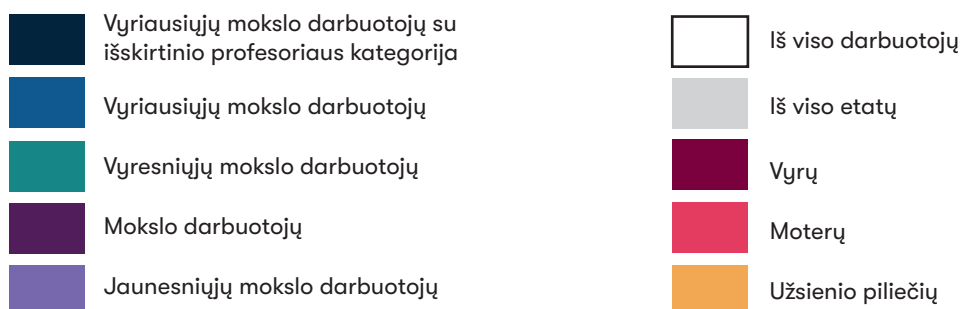 Vyriausiųjų mokslo darbuotojų su
išskirtinio profesoriaus kategorija
Vyriausiųjų mokslo darbuotojų
Vyresniųjų mokslo darbuotojų
Mokslo darbuotojų
Jaunesniųjų mokslo darbuotojų
Iš viso darbuotojų
Iš viso etatų
Vyrų
Moterų
Užsienio piliečių